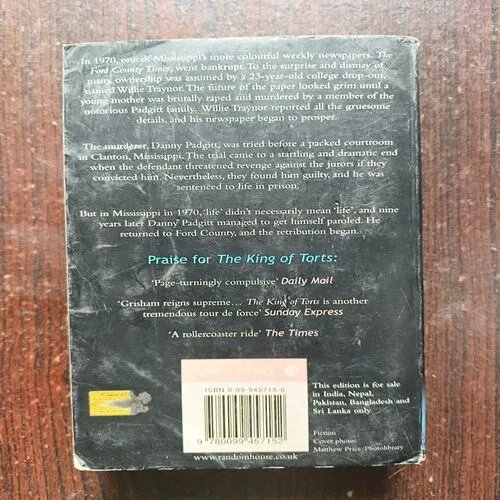 In 1970, one of Mississippi's more colourful weekly newspapers, The
Ford County Times, went bankrupt. To the surprise and dismay of
many, ownership was assumed by a 23-year-old college drop-out,
named Willie Traynor. The future of the paper looked grim until a
young mother was brutally raped and murdered by a member of the
notorious Padgitt family. Willie Traynor reported all the gruesome
details, and his newspaper began to prosper.
The murderer, Danny Padgitt, was tried before a packed courtroom
in Clanton, Mississippi. The trial came to a startling and dramatic end
when the defendant threatened revenge against the jurors if they
convicted him. Nevertheless, they found him guilty, and he was
sentenced to life in prison.
But in Mississippi in 1970, 'life' didn't necessarily mean 'life', and nine
years later Danny Padgitt managed to get himself paroled. He
returned to Ford County, and the retribution began.
Praise for The King of Torts:
'Page-turningly compulsive' Daily Mail
'Grisham reigns supreme... The King of Torts is another
tremendous tour de force' Sunday Express
'A rollercoaster ride' The Times
ISBN 0-09-945715-6
9 780099 457152
www.randomhouse.co.uk
This edition is for sale
in India, Nepal,
Pakistan, Bangladesh and
Sri Lanka only
Fiction
Cover photo:
Matthew Price/Photolibrary